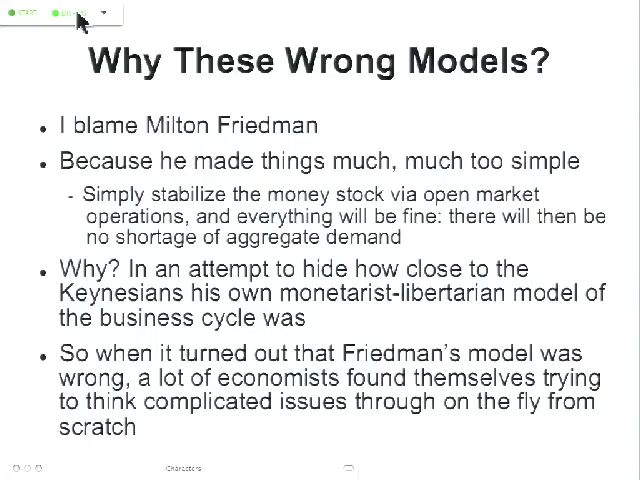 START
Why These Wrong Models?
• I blame Milton Friedman
• Because he made things much, much too simple
- Simply stabilize the money stock via open market
operations, and everything will be fine: there will then be
no shortage of aggregate demand
• Why? In an attempt to hide how close to the
Keynesians his own monetarist-libertarian model of
the business cycle was
• So when it turned out that Friedman's model was
wrong, a lot of economists found themselves trying
to think complicated issues through on the fly from
scratch
Characters